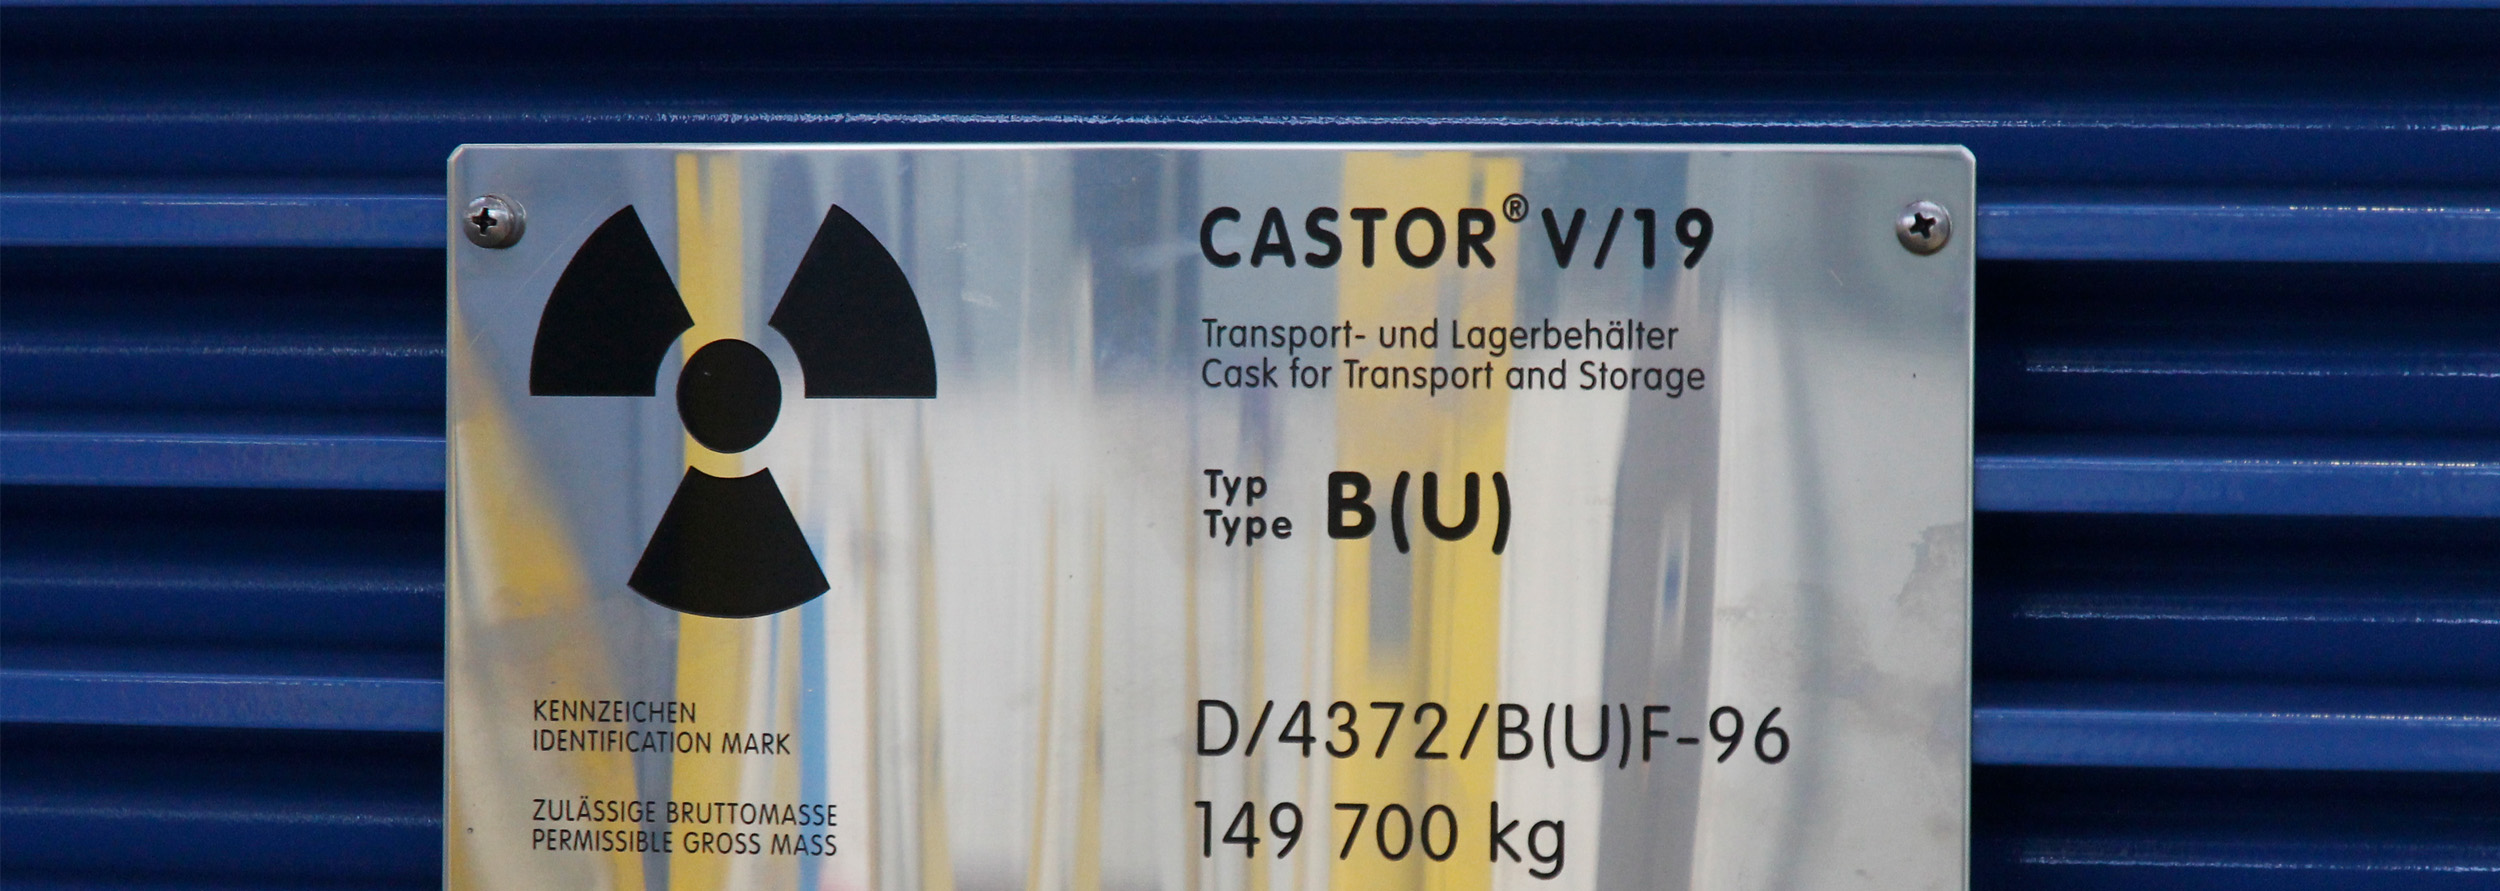 CASTOR® V/19
Transport- und Lagerbehälter
Cask for Transport and Storage
Typ
Type B(U)
KENNZEICHEN
IDENTIFICATION MARK
D/4372/B(U)F-96
ZULÄSSIGE BRUTTOMASSE
PERMISSIBLE GROSS MASS
149 700 kg